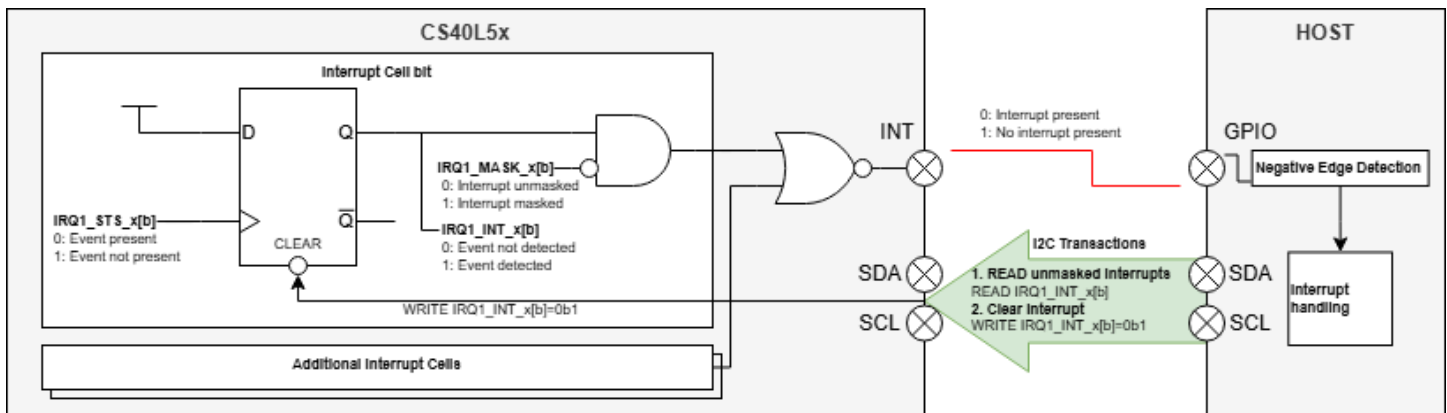 CS40L5x
HOST
Interrupt Cell bit
D
Q
Q
CLEAR
IRQ1_STS_x[b]
0: Event present
1: Event not present
IRQ1_MASK_x[b]
0: Interrupt unmasked
1: Interrupt masked
IRQ1_INT_x[b]
0: Event not detected
1: Event detected
WRITE IRQ1_INT_x[b]=0b1
Additional Interrupt Cells
INT
SDA
SCL
0: Interrupt present
1: No interrupt present
I2C Transactions
1. READ unmasked Interrupts
READ IRQ1_INT_x[b]
2. Clear Interrupt
WRITE IRQ1_INT_x[b]=0b1
GPIO
Negative Edge Detection
SDA
SCL
Interrupt
handling